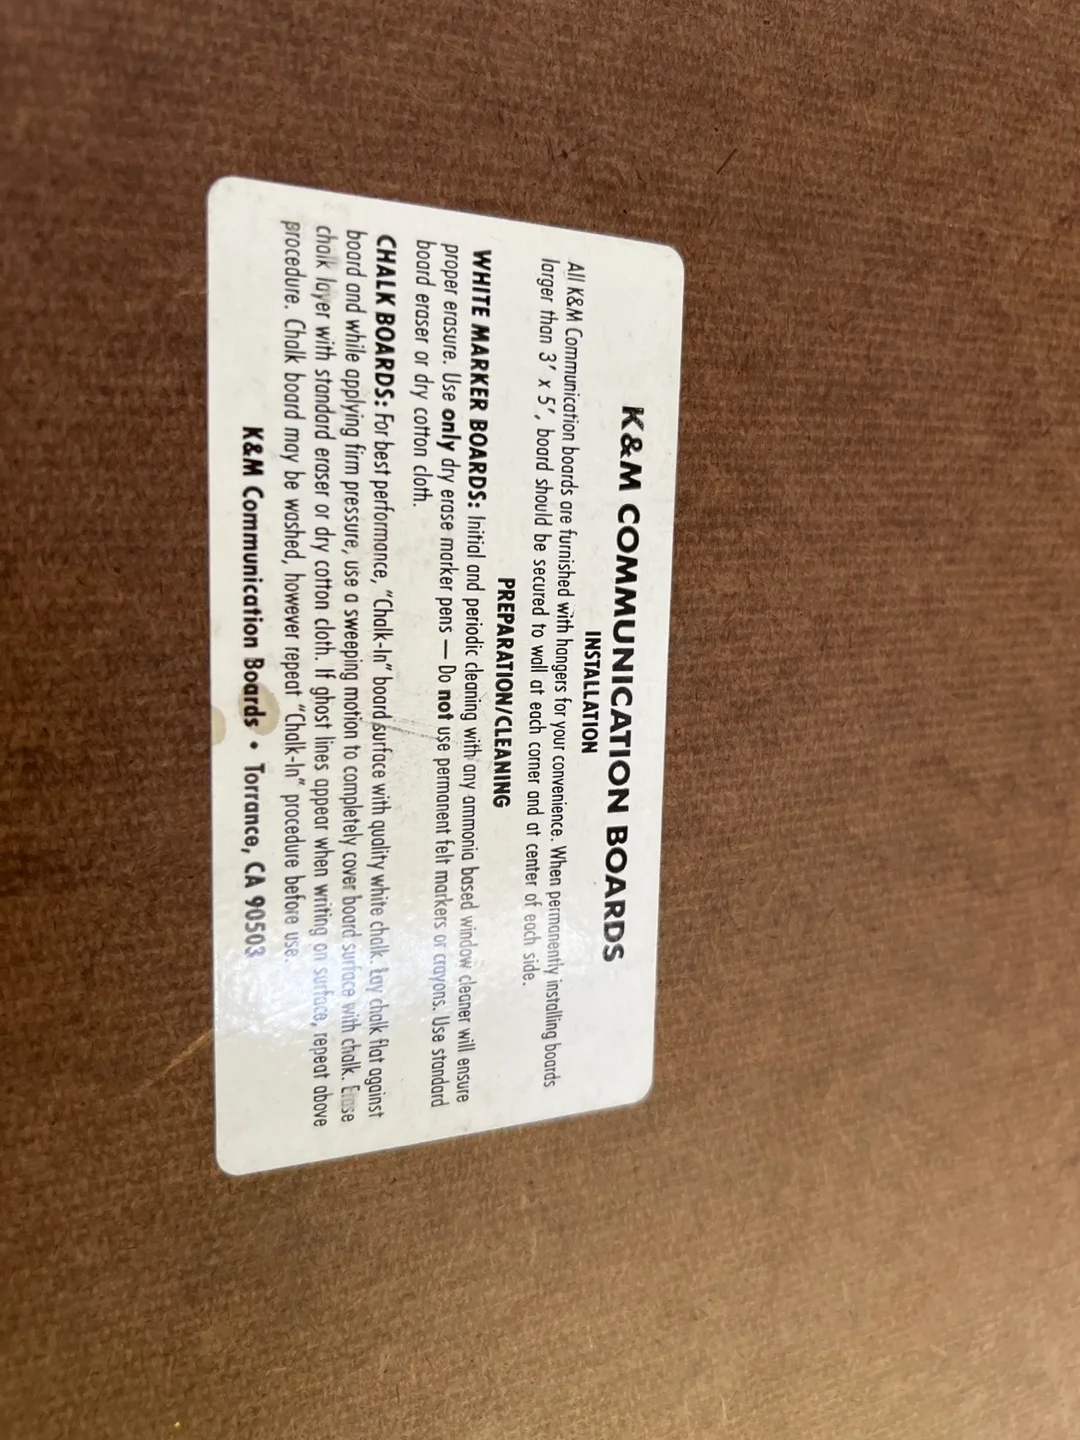 K&M COMMUNICATION BOARDS
INSTALLATION
All K&M Communication boards are furnished with hangers for your convenience. When permanently installing boards
larger than 3' x 5', board should be secured to wall at each corner and at center of each side.
PREPARATION/CLEANING
WHITE MARKER BOARDS: Initial and periodic cleaning with any ammonia based window cleaner will ensure
proper erasure. Use only dry erase marker pens — Do not use permanent felt markers or crayons. Use standard
board eraser or dry cotton cloth.
CHALK BOARDS: For best performance, "Chalk-In" board surface with quality white chalk. Lay chalk flat against
board and while applying firm pressure, use a sweeping motion to completely cover board surface with chalk. Erase
chalk layer with standard eraser or dry cotton cloth. If ghost lines appear when writing on surface, repeat above
procedure. Chalk board may be washed, however repeat "Chalk-In" procedure before use.
K&M Communication Boards • Torrance, CA 90503